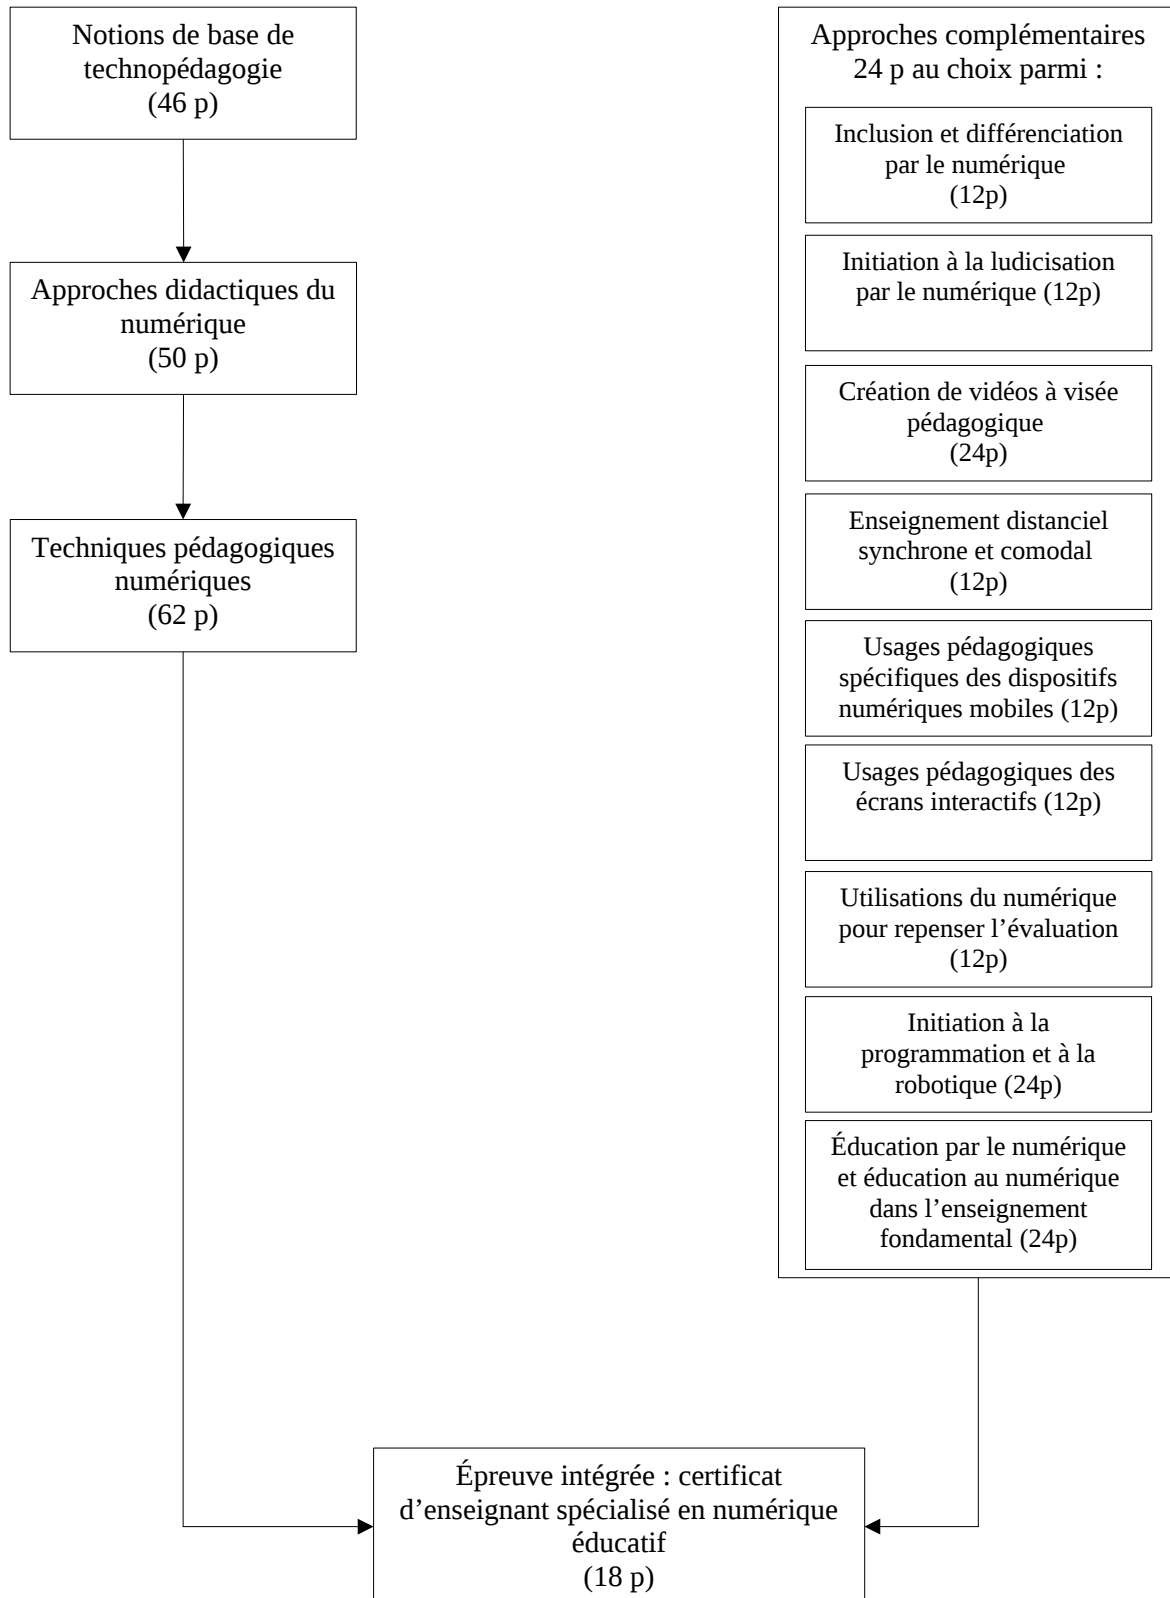 Notions de base de
technopédagogie
(46 p)
Approches didactiques du
numérique
(50 p)
Techniques pédagogiques
numériques
(62 p)
Approches complémentaires
24 p au choix parmi :
Inclusion et différenciation
par le numérique
(12p)
Initiation à la ludicisation
par le numérique (12p)
Création de vidéos à visée
pédagogique
(24p)
Enseignement distanciel
synchrone et comodal
(12p)
Usages pédagogiques
spécifiques des dispositifs
numériques mobiles (12p)
Usages pédagogiques des
écrans interactifs (12p)
Utilisations du numérique
pour repenser l’évaluation
(12p)
Initiation à la
programmation et à la
robotique (24p)
Éducation par le numérique
et éducation au numérique
dans l’enseignement
fondamental (24p)
Épreuve intégrée : certificat
d’enseignant spécialisé en numérique
éducatif
(18 p)